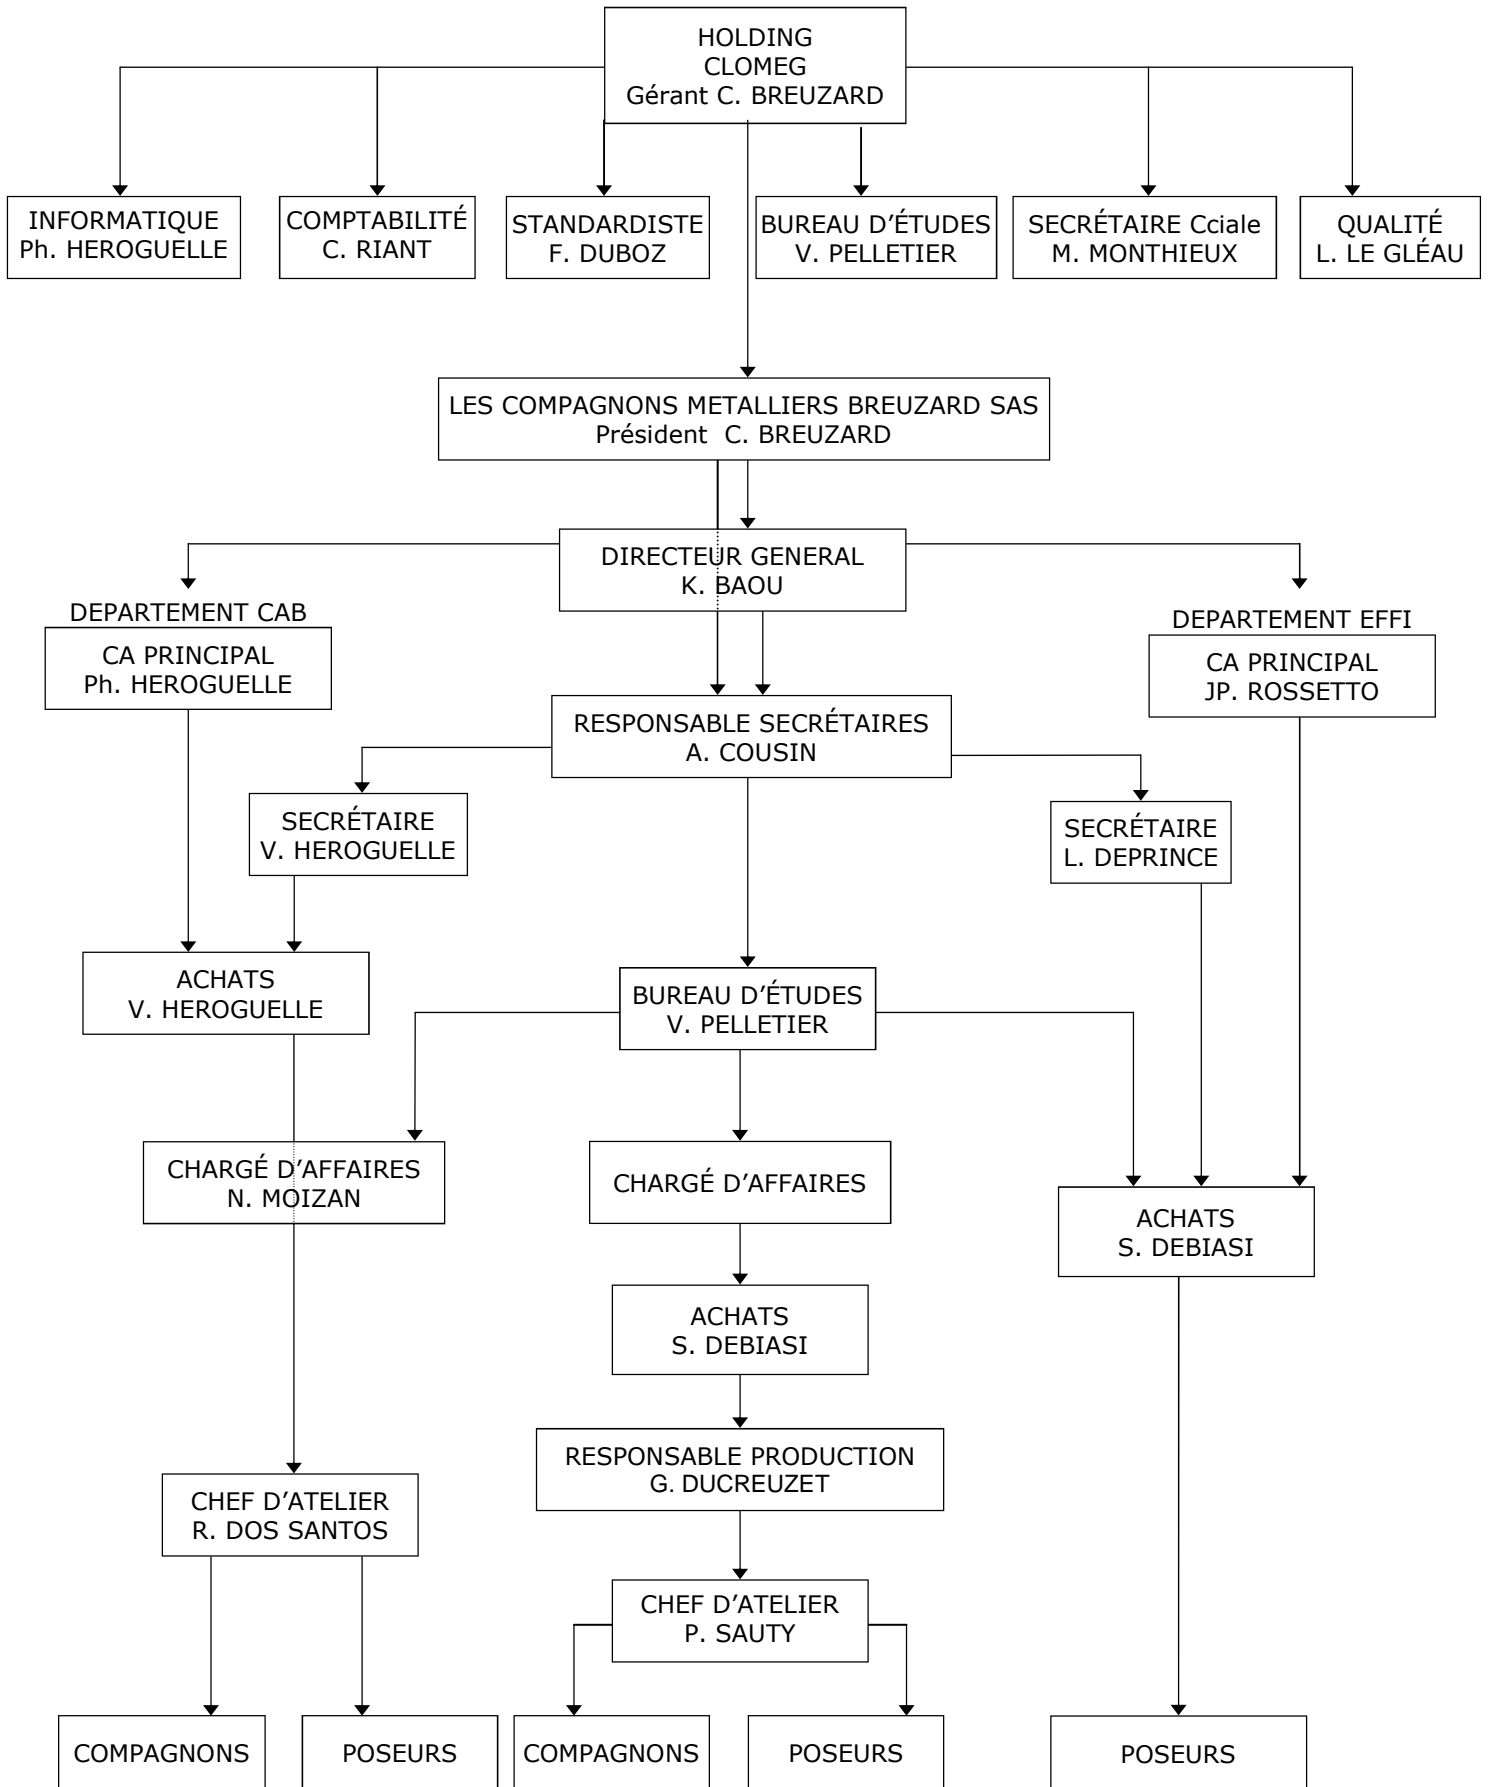 HOLDING
CLOMEG
Gérant C. BREUZARD
INFORMATIQUE
Ph. HEROGUELLE
COMPTABILITÉ
C. RIANT
STANDARDISTE
F. DUBOZ
BUREAU D’ÉTUDES
V. PELLETIER
SECRÉTAIRE Cciale
M. MONTHIEUX
QUALITÉ
L. LE GLÉAU
LES COMPAGNONS METALLIERS BREUZARD SAS
Président C. BREUZARD
DIRECTEUR GENERAL
K. BAOU
DEPARTEMENT CAB
CA PRINCIPAL
Ph. HEROGUELLE
DEPARTEMENT EFFI
CA PRINCIPAL
JP. ROSSETTO
RESPONSABLE SECRÉTAIRES
A. COUSIN
SECRÉTAIRE
V. HEROGUELLE
SECRÉTAIRE
L. DEPRINCE
ACHATS
V. HEROGUELLE
BUREAU D’ÉTUDES
V. PELLETIER
CHARGÉ D’AFFAIRES
N. MOIZAN
CHARGÉ D’AFFAIRES
ACHATS
S. DEBIASI
ACHATS
S. DEBIASI
RESPONSABLE PRODUCTION
G. DUCREUZET
CHEF D’ATELIER
R. DOS SANTOS
CHEF D’ATELIER
P. SAUTY
COMPAGNONS
POSEURS
COMPAGNONS
POSEURS
POSEURS